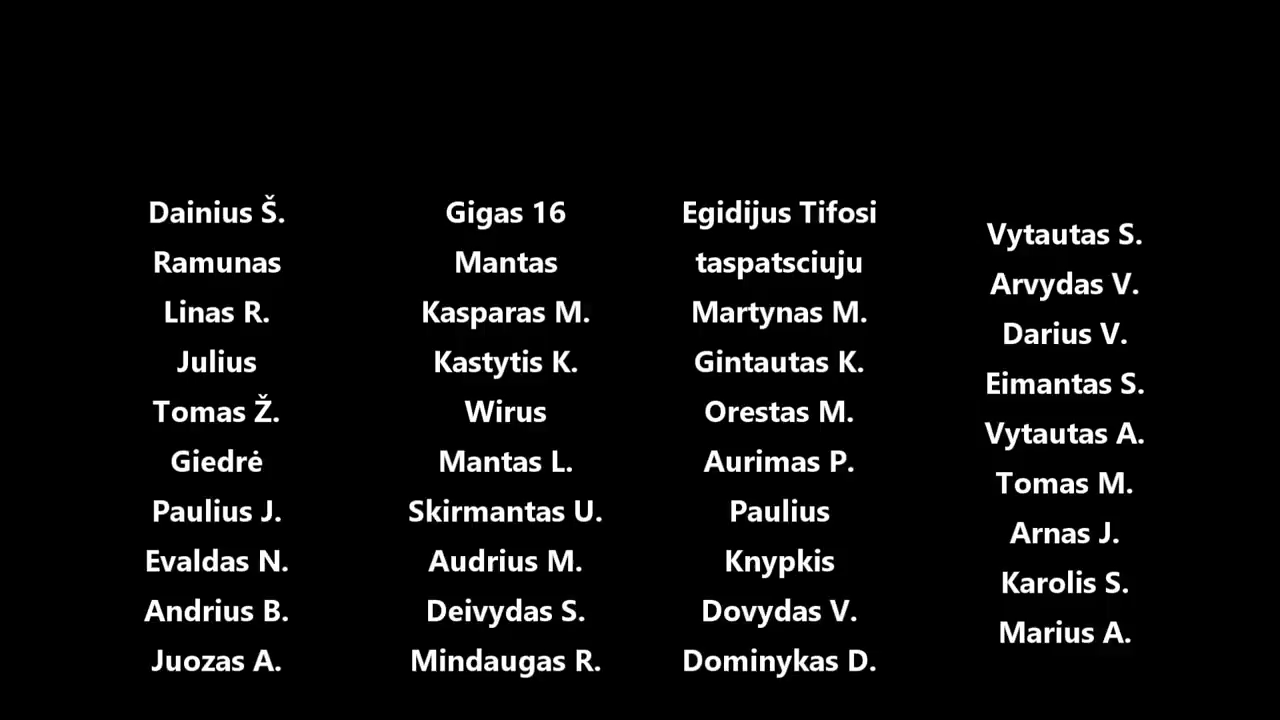 Dainius Š.
Ramunas
Linas R.
Julius
Tomas Ž.
Giedrė
Paulius J.
Evaldas N.
Andrius B.
Juozas A.
Gigas 16
Mantas
Kasparas M.
Kastytis K.
Wirus
Mantas L.
Skirmantas U.
Audrius M.
Deivydas S.
Mindaugas R.
Egidijus Tifosi
taspatsciuju
Martynas M.
Gintautas K.
Orestas M.
Aurimas P.
Paulius
Knypkis
Dovydas V.
Dominykas D.
Vytautas S.
Arvydas V.
Darius V.
Eimantas S.
Vytautas A.
Tomas M.
Arnas J.
Karolis S.
Marius A.